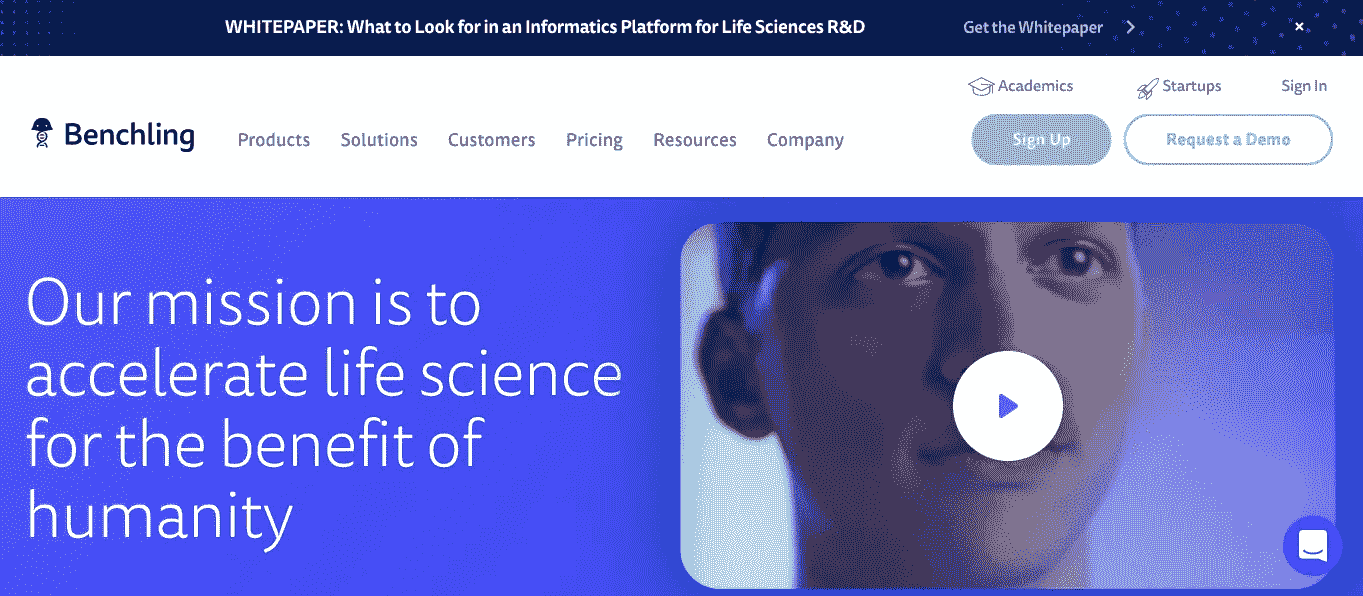 WHITEPAPER: What to Look for in an Informatics Platform for Life Sciences R&D
Get the Whitepaper
Academics
Startups
Sign In
Benchling
Products
Solutions
Customers
Pricing
Resources
Company
Sign Up
Request a Demo
Our mission is to
accelerate life science
for the benefit of
humanity